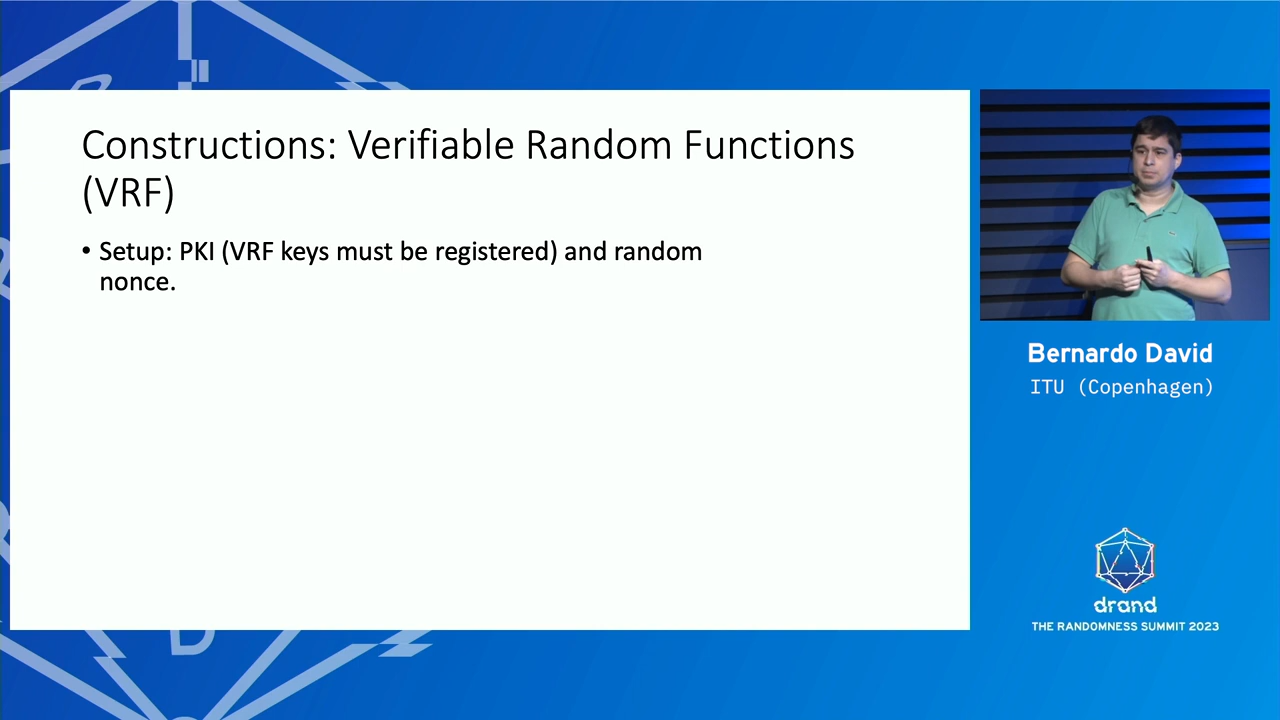 Constructions: Verifiable Random Functions
(VRF)
• Setup: PKI (VRF keys must be registered) and random
nonce.
Bernardo David
ITU (Copenhagen)
drand
THE RANDOMNESS SUMMIT 2023